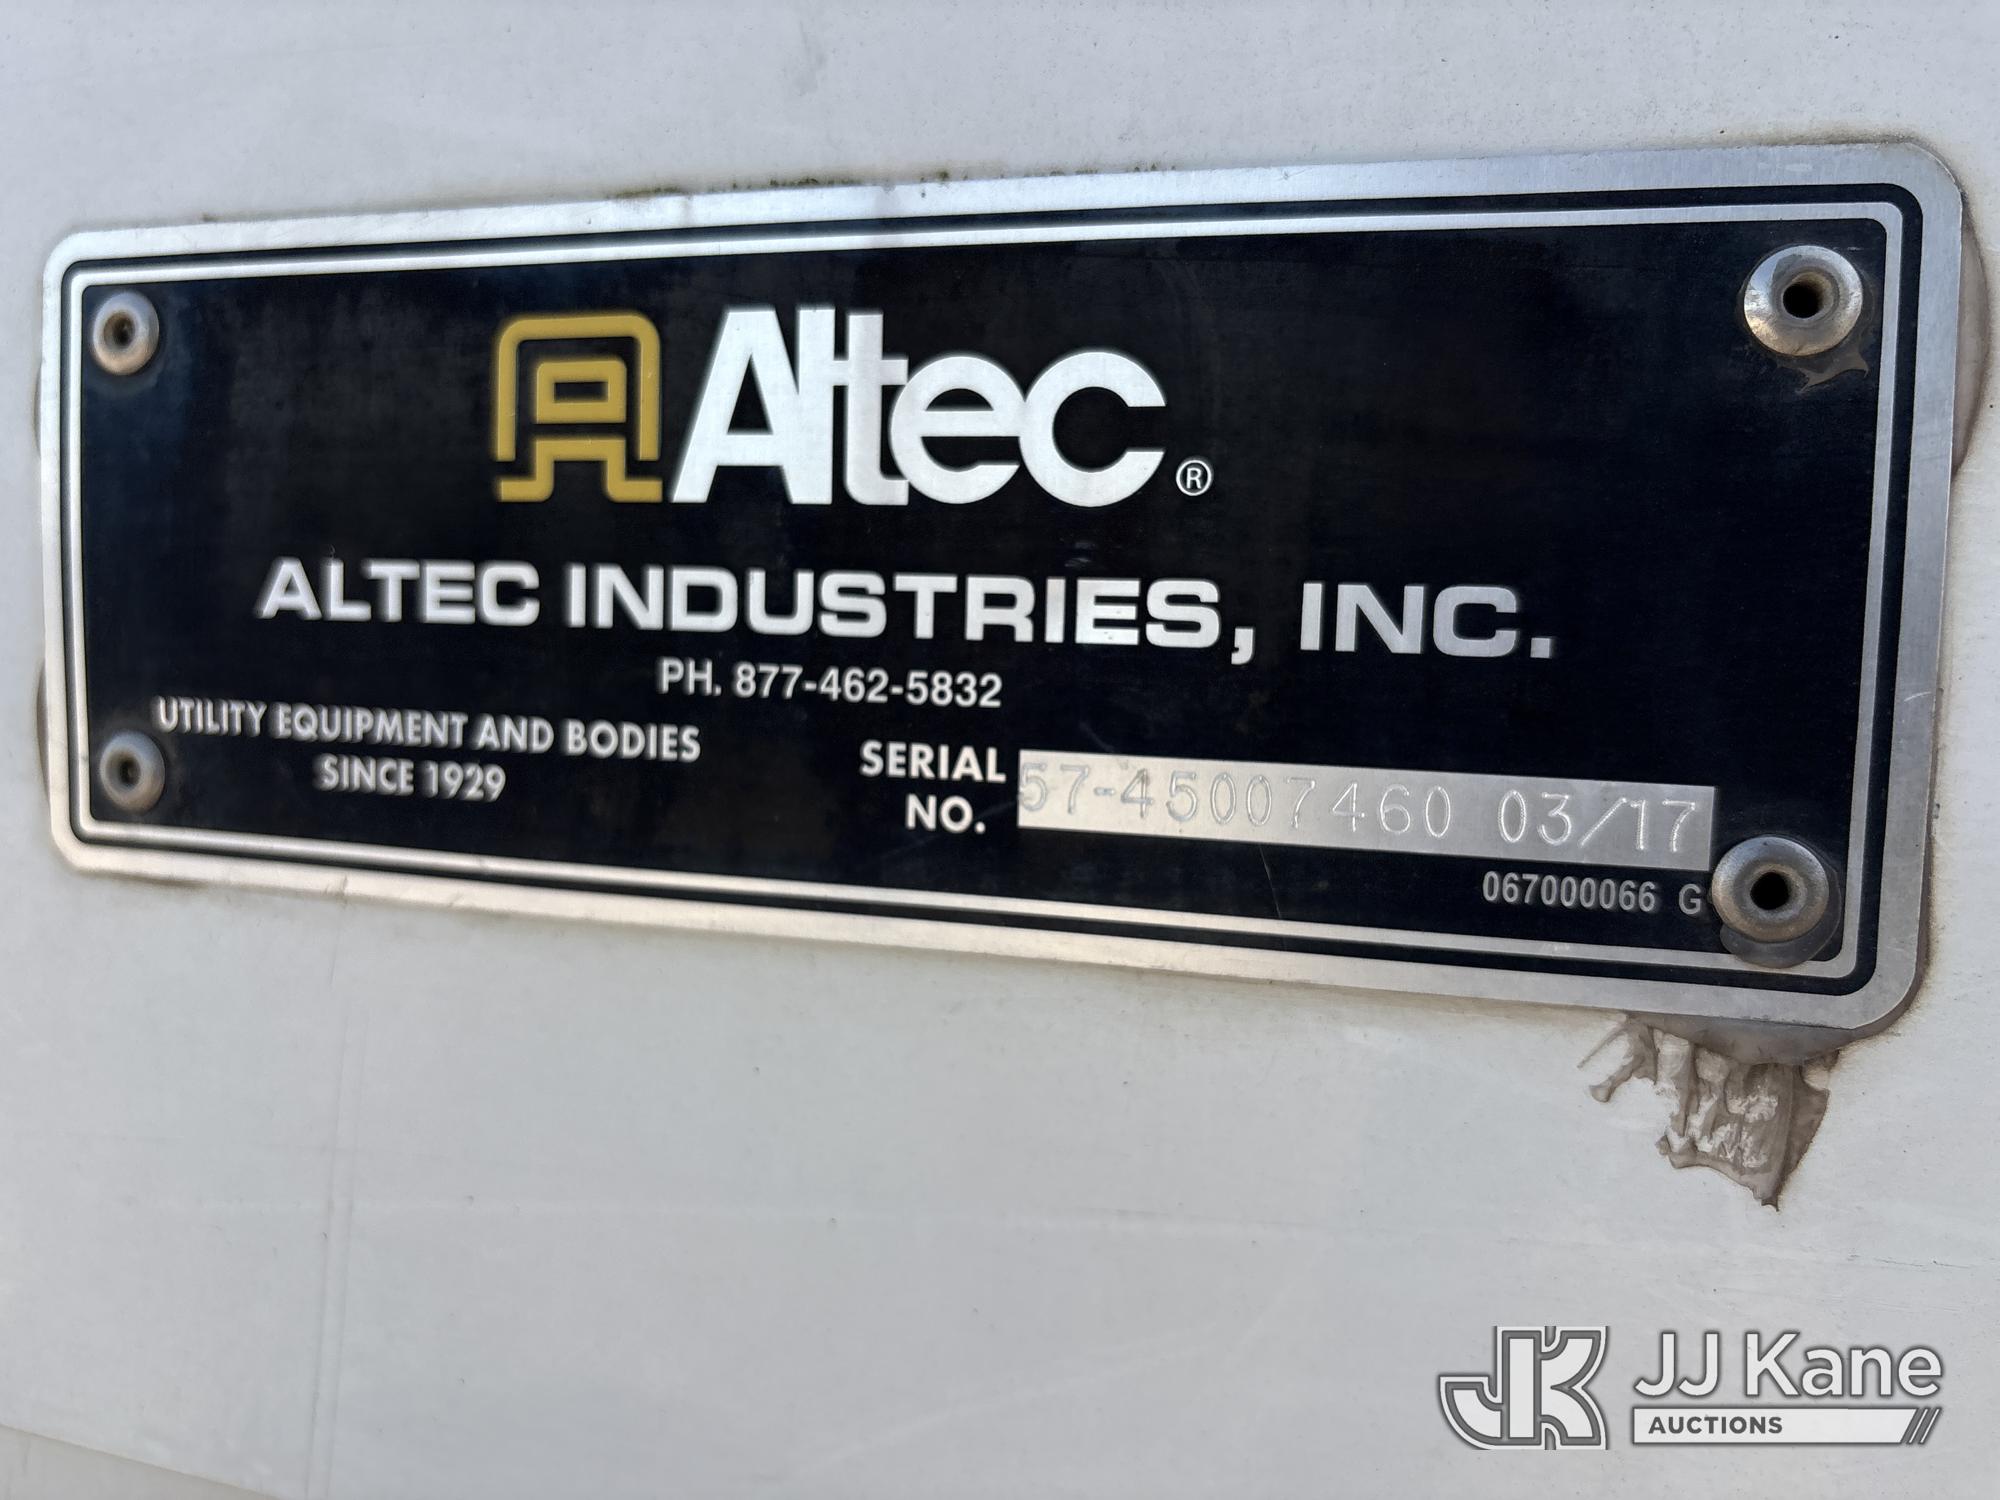 Altec®
ALTEC INDUSTRIES, INC.
PH. 877-462-5832
UTILITY EQUIPMENT AND BODIES
SINCE 1929
SERIAL
NO.
57-45007460 03/17
067000066 G
JK JJ Kane
AUCTIONS